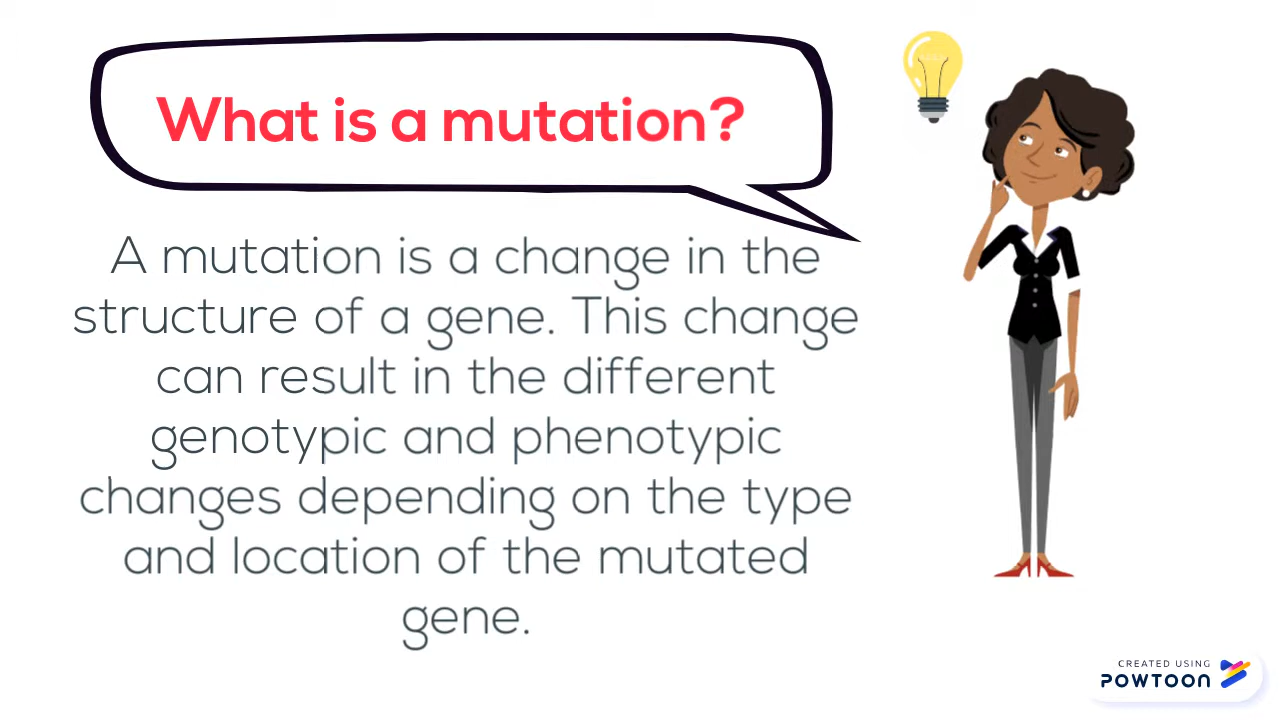 What is a mutation?
A mutation is a change in the
structure of a gene. This change
can result in the different
genotypic and phenotypic
changes depending on the type
and location of the mutated
gene.
CREATED USING
POWTOON